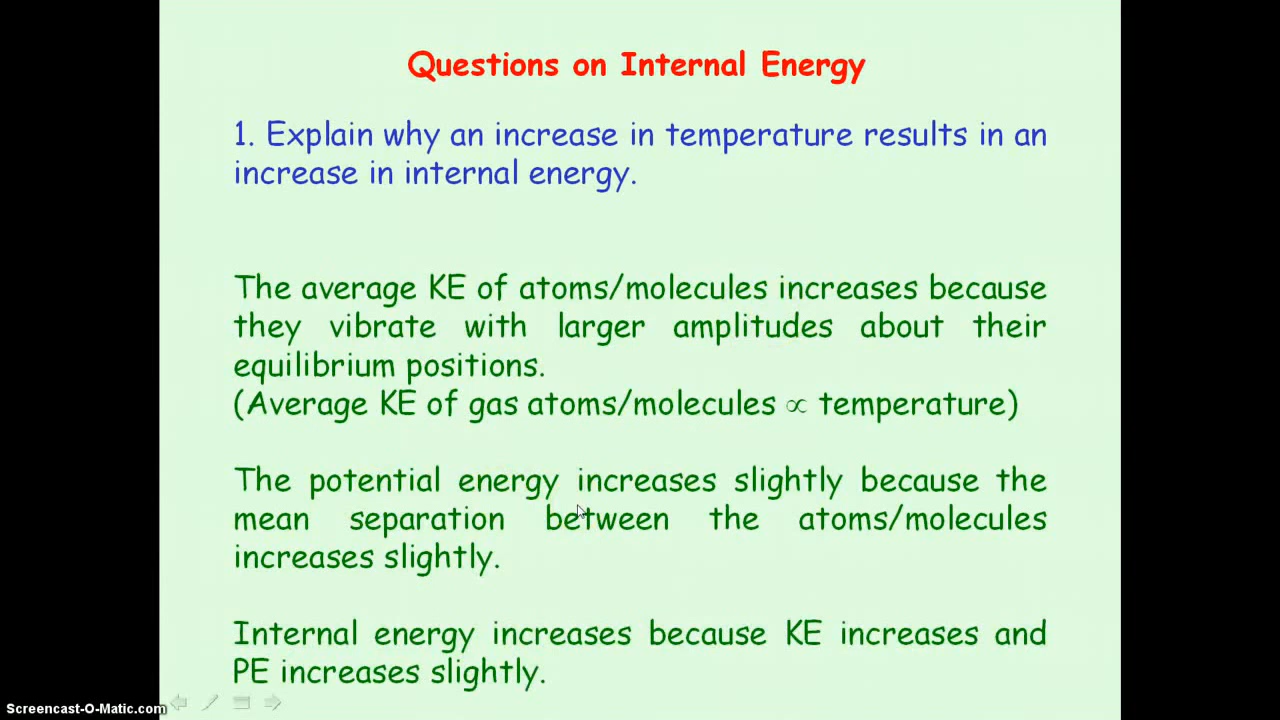 Questions on Internal Energy
1. Explain why an increase in temperature results in an
increase in internal energy.
The average KE of atoms/molecules increases because
they vibrate with larger amplitudes about their
equilibrium positions.
(Average KE of gas atoms/molecules ∝ temperature)
The potential energy increases slightly because the
mean separation between the atoms/molecules
increases slightly.
Internal energy increases because KE increases and
PE increases slightly.
Screencast-O-Matic.com